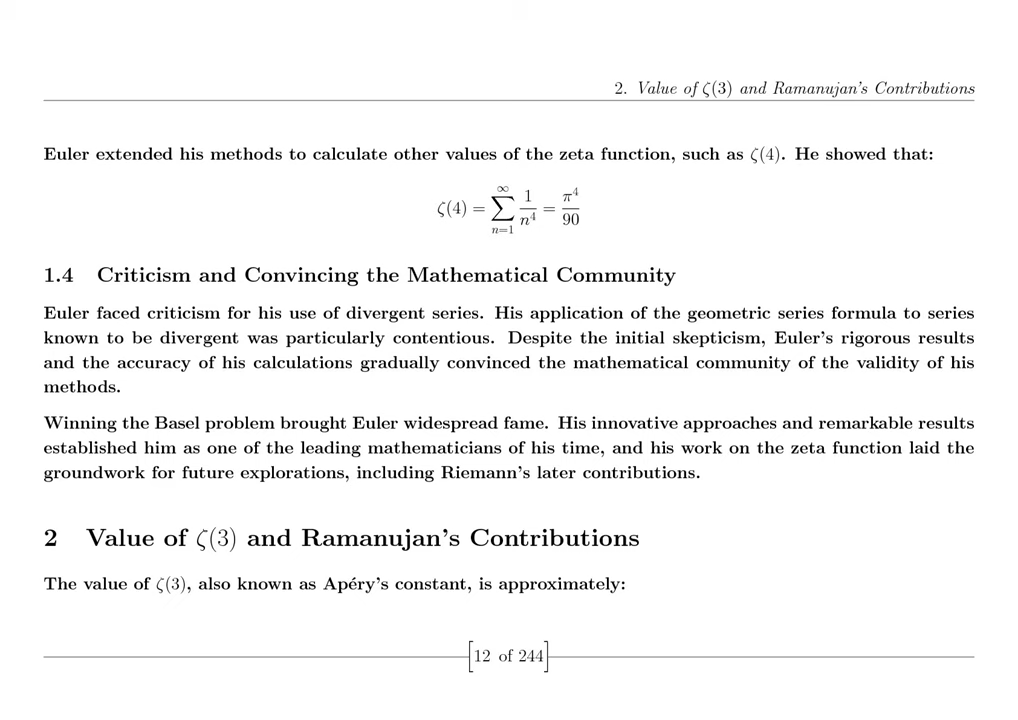 2. Value of ζ(3) and Ramanujan's Contributions
Euler extended his methods to calculate other values of the zeta function, such as ζ(4). He showed that:
ζ(4) = ∑_{n=1}^{∞} 1/n⁴ = π⁴/90
1.4 Criticism and Convincing the Mathematical Community
Euler faced criticism for his use of divergent series. His application of the geometric series formula to series
known to be divergent was particularly contentious. Despite the initial skepticism, Euler's rigorous results
and the accuracy of his calculations gradually convinced the mathematical community of the validity of his
methods.
Winning the Basel problem brought Euler widespread fame. His innovative approaches and remarkable results
established him as one of the leading mathematicians of his time, and his work on the zeta function laid the
groundwork for future explorations, including Riemann's later contributions.
2 Value of ζ(3) and Ramanujan's Contributions
The value of ζ(3), also known as Apéry's constant, is approximately:
[12 of 244]